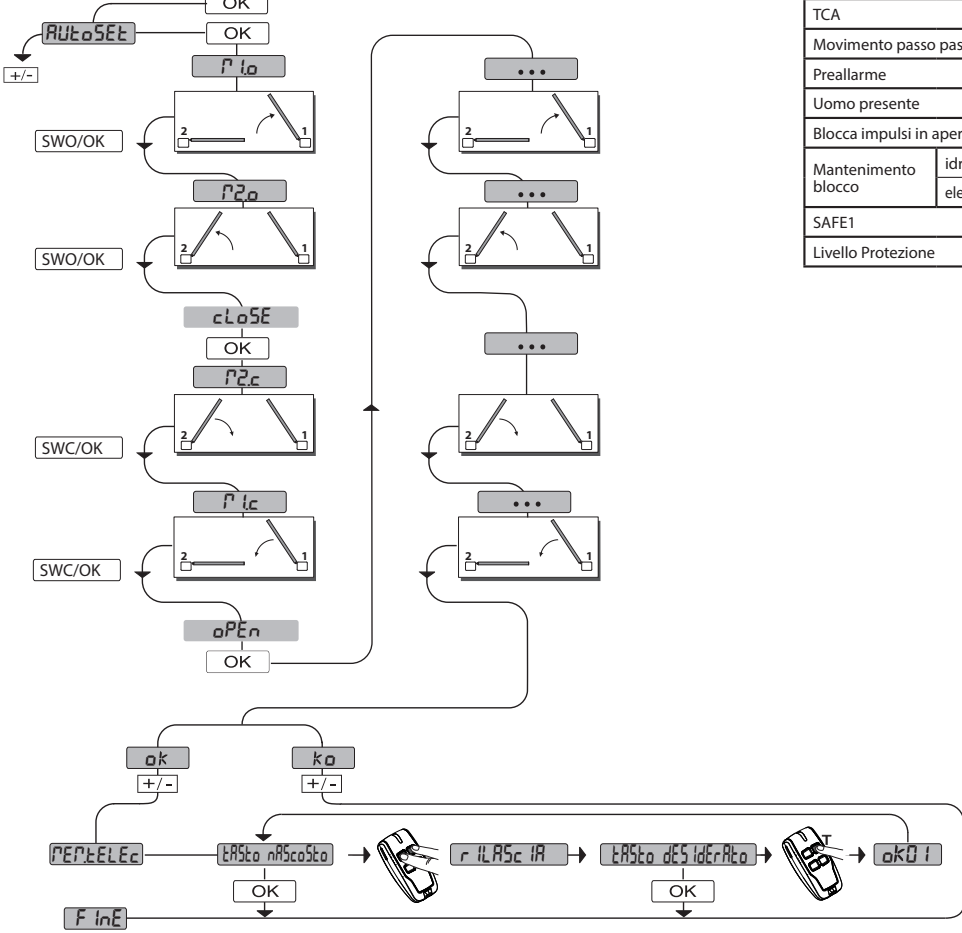 OK
AUtoSEt
OK
+/-
M1.o
2 1
SWO/OK
M2.o
2 1
SWO/OK
cLoSE
OK
M2.c
2 1
SWC/OK
M1.c
2 1
SWC/OK
oPEn
OK
...
2 1
...
2 1
...
2 1
...
2 1
ok
+/-
ko
+/-
MEM.tELEc
tASto nAScoSto
OK
rILAScIA
tASto dESIdErAto
OK
T
ok01
FInE
TCA
Movimento passo pas
Preallarme
Uomo presente
Blocca impulsi in aper
Mantenimento
blocco
idr
ele
SAFE1
Livello Protezione